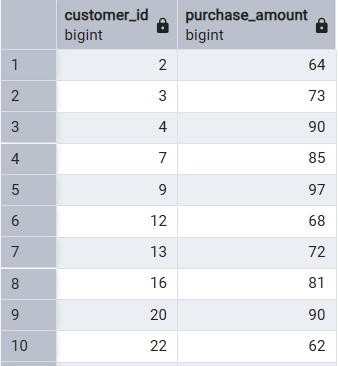 customer_id purchase_amount
bigint bigint
1 2 64
2 3 73
3 4 90
4 7 85
5 9 97
6 12 68
7 13 72
8 16 81
9 20 90
10 22 62